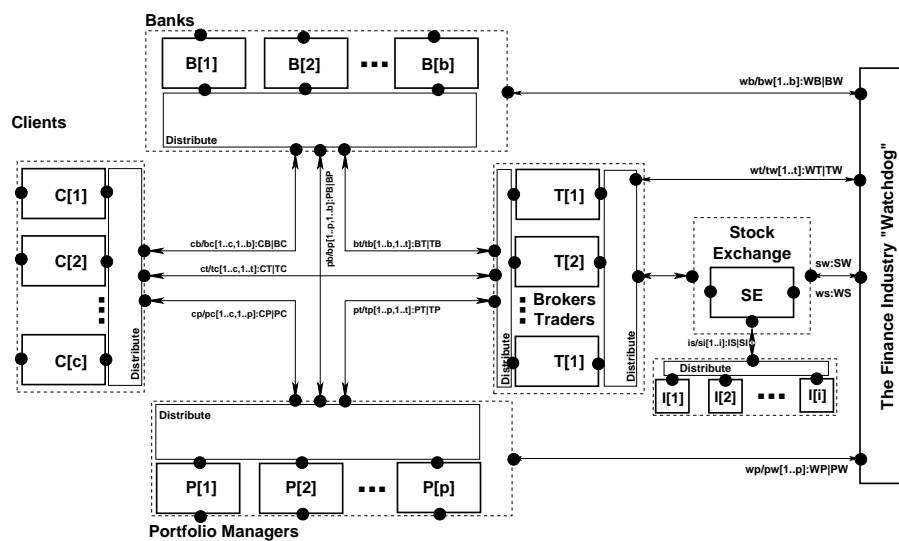 Banks
B[1]
B[2]
B[b]
Distribute
wb/bw[1..b]:WB|BW
Clients
C[1]
C[2]
C[c]
Distribute
cb/bc[1..c,1..b]:CB|BC
ct/tc[1..c,1..t]:CT|TC
cp/pc[1..c,1..p]:CP|PC
pb/bp[1..p,1..b]:PB|BP
bt/tb[1..b,1..t]:BT|TB
pt/tp[1..p,1..t]:PT|TP
Distribute
T[1]
T[2]
Brokers
Traders
T[1]
Distribute
wt/tw[1..t]:WT|TW
Stock
Exchange
SE
sw:SW
ws:WS
is/si[1..i]:IS|SI
Distribute
I[1]
I[2]
I[i]
The Finance Industry "Watchdog"
Distribute
P[1]
P[2]
P[p]
Portfolio Managers
wp/pw[1..p]:WP|PW